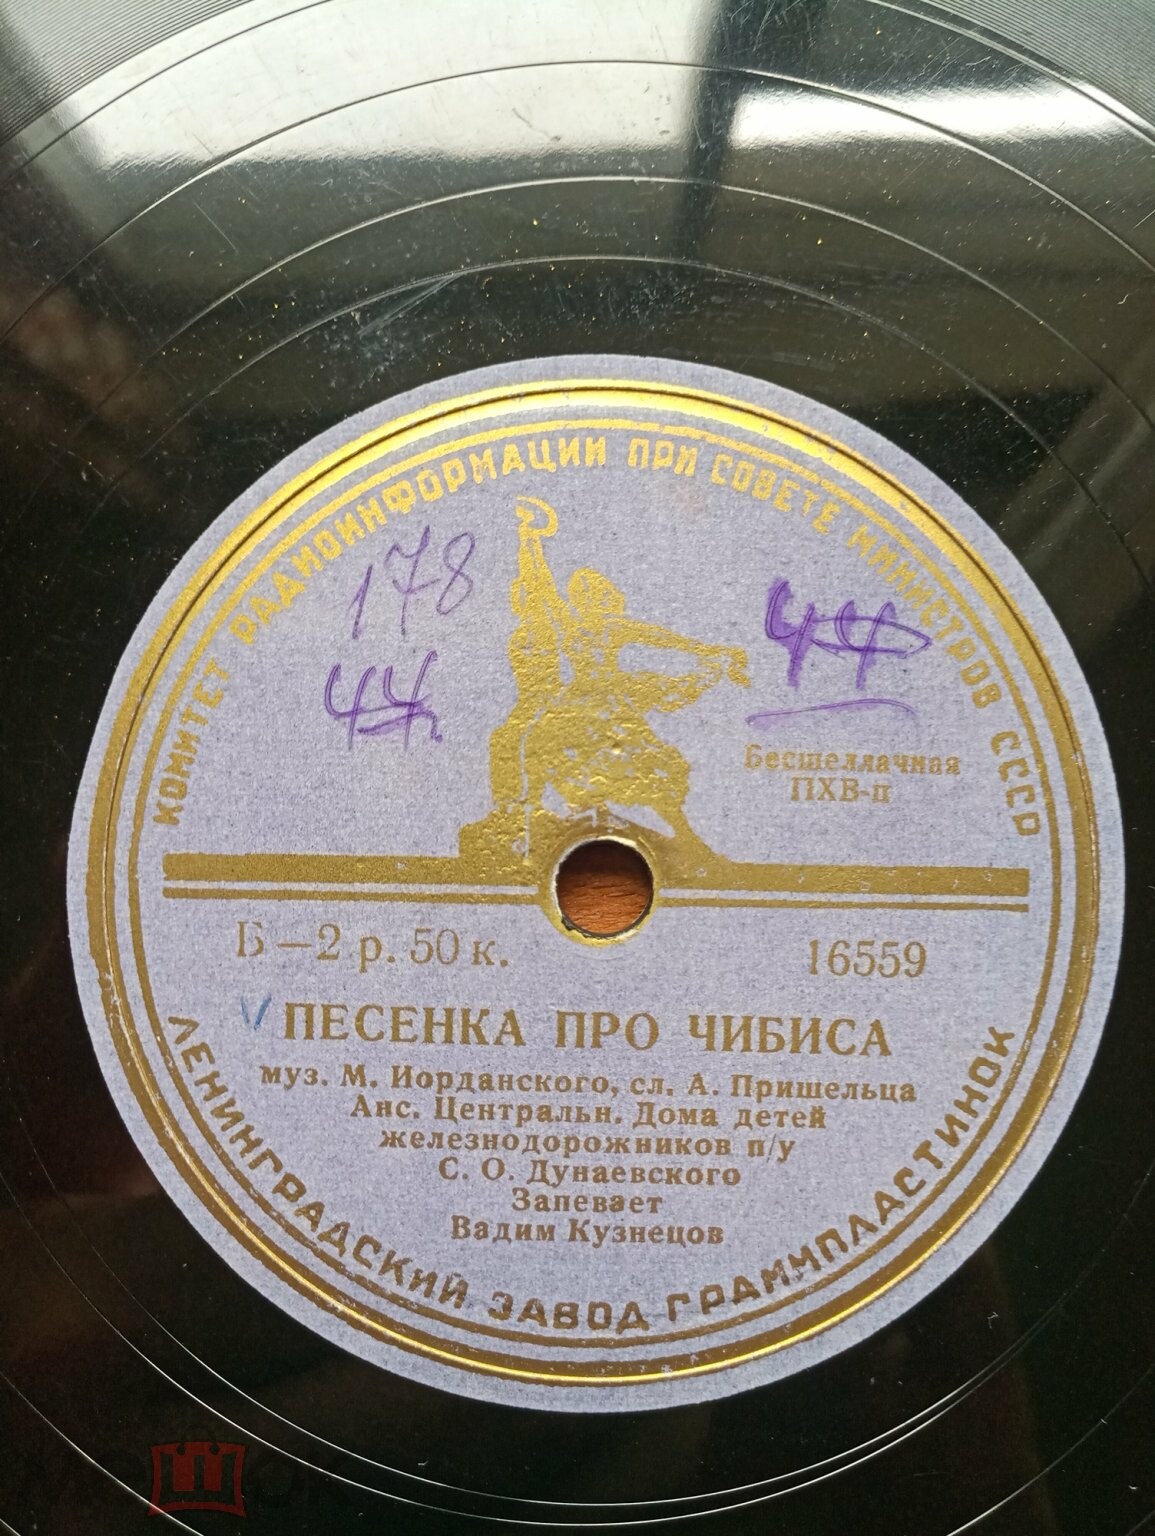 КОМИТЕТ РАДИОИНФОРМАЦИИ ПРИ СОВЕТЕ МИНИСТРОВ СССР
178
44
44
Бесшеллачная
ПХВ-п
Б — 2 р. 50 к.
16559
ПЕСЕНКА ПРО ЧИБИСА
муз. М. Иорданского, сл. А. Пришельца
Анс. Центральн. Дома детей
железнодорожников п/у
С. О. Дунаевского
Запевает
Вадим Кузнецов
ЛЕНИНГРАДСКИЙ ЗАВОД ГРАММПЛАСТИНОК